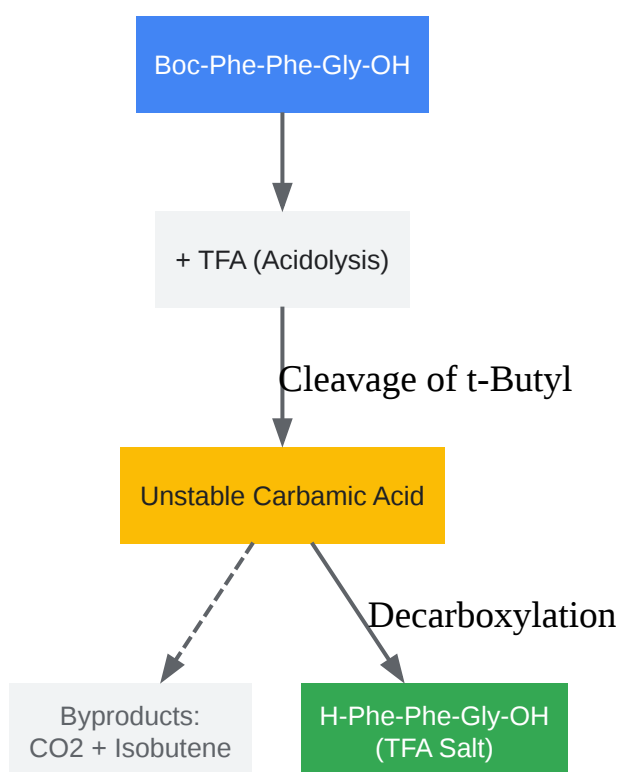 Boc-Phe-Phe-Gly-OH
+ TFA (Acidolysis)
Cleavage of t-Butyl
Unstable Carbamic Acid
Decarboxylation
Byproducts:
CO2 + Isobutene
H-Phe-Phe-Gly-OH
(TFA Salt)